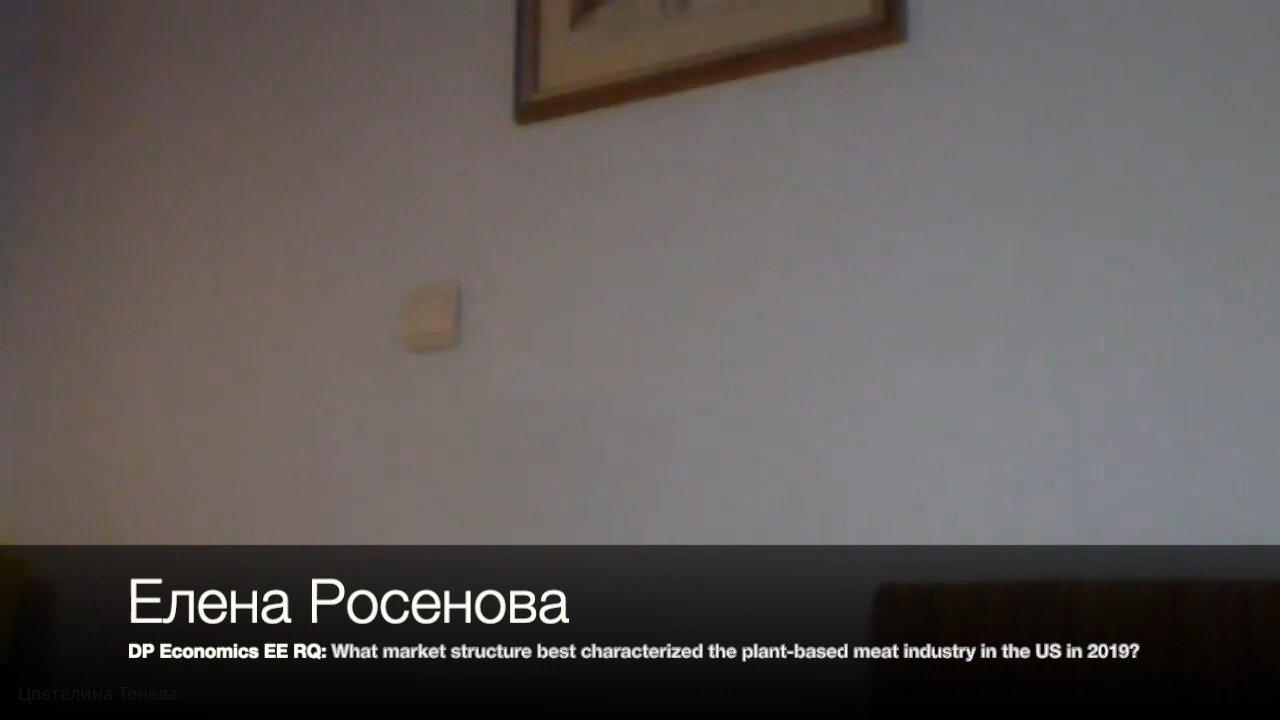 Елена Росенова
DP Economics EE RQ: What market structure best characterized the plant-based meat industry in the US in 2019?
Цветелина Тенева